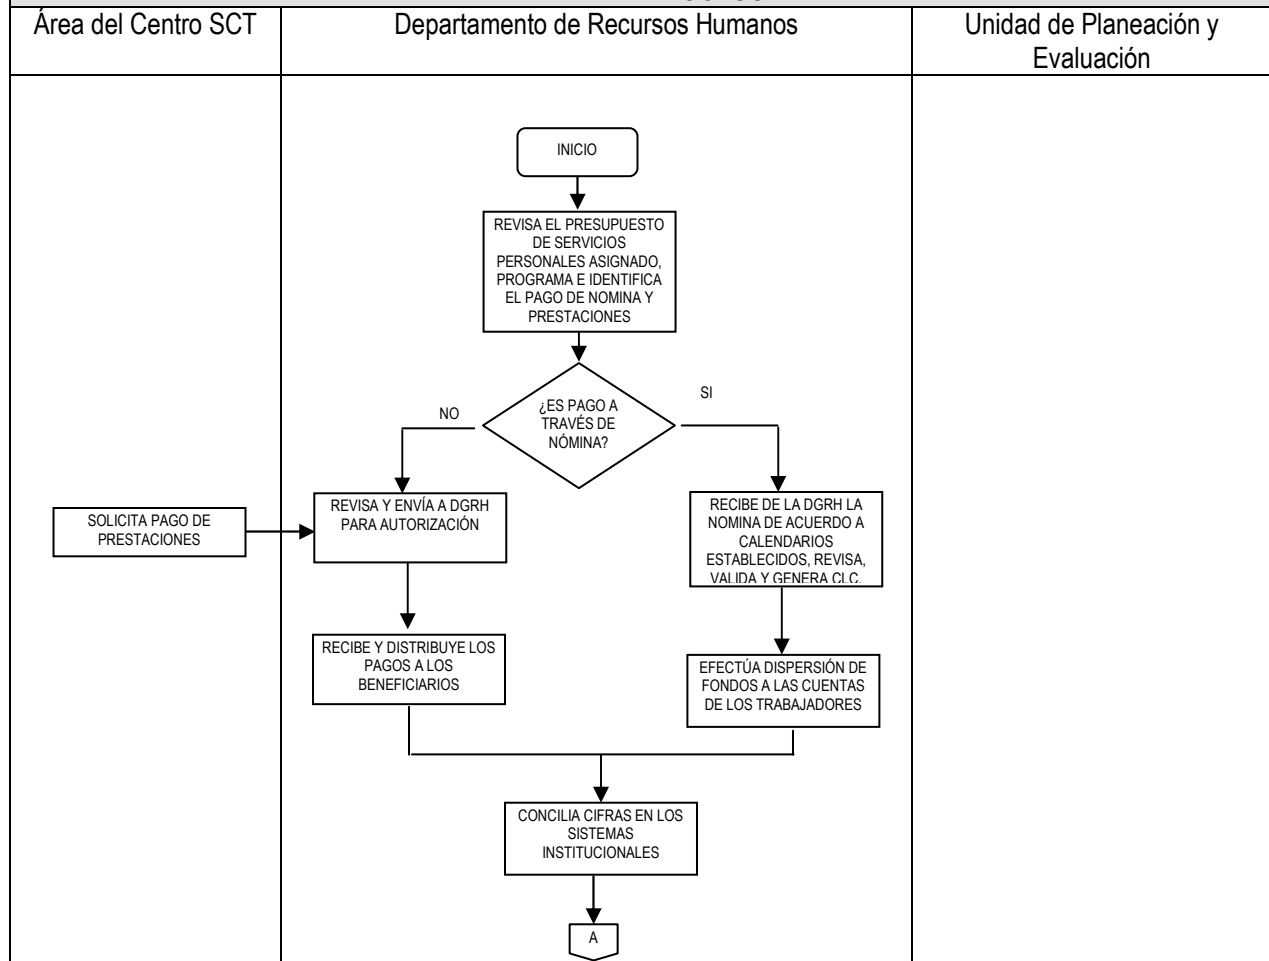 Área del Centro SCT
Departamento de Recursos Humanos
Unidad de Planeación y
Evaluación
INICIO
REVISA EL PRESUPUESTO
DE SERVICIOS
PERSONALES ASIGNADO,
PROGRAMA E IDENTIFICA
EL PAGO DE NOMINA Y
PRESTACIONES
¿ES PAGO A
TRAVÉS DE
NÓMINA?
NO
SI
SOLICITA PAGO DE
PRESTACIONES
REVISA Y ENVÍA A DGRH
PARA AUTORIZACIÓN
RECIBE DE LA DGRH LA
NOMINA DE ACUERDO A
CALENDARIOS
ESTABLECIDOS, REVISA,
VALIDA Y GENERA CLC.
RECIBE Y DISTRIBUYE LOS
PAGOS A LOS
BENEFICIARIOS
EFECTÚA DISPERSIÓN DE
FONDOS A LAS CUENTAS
DE LOS TRABAJADORES
CONCILIA CIFRAS EN LOS
SISTEMAS
INSTITUCIONALES
A